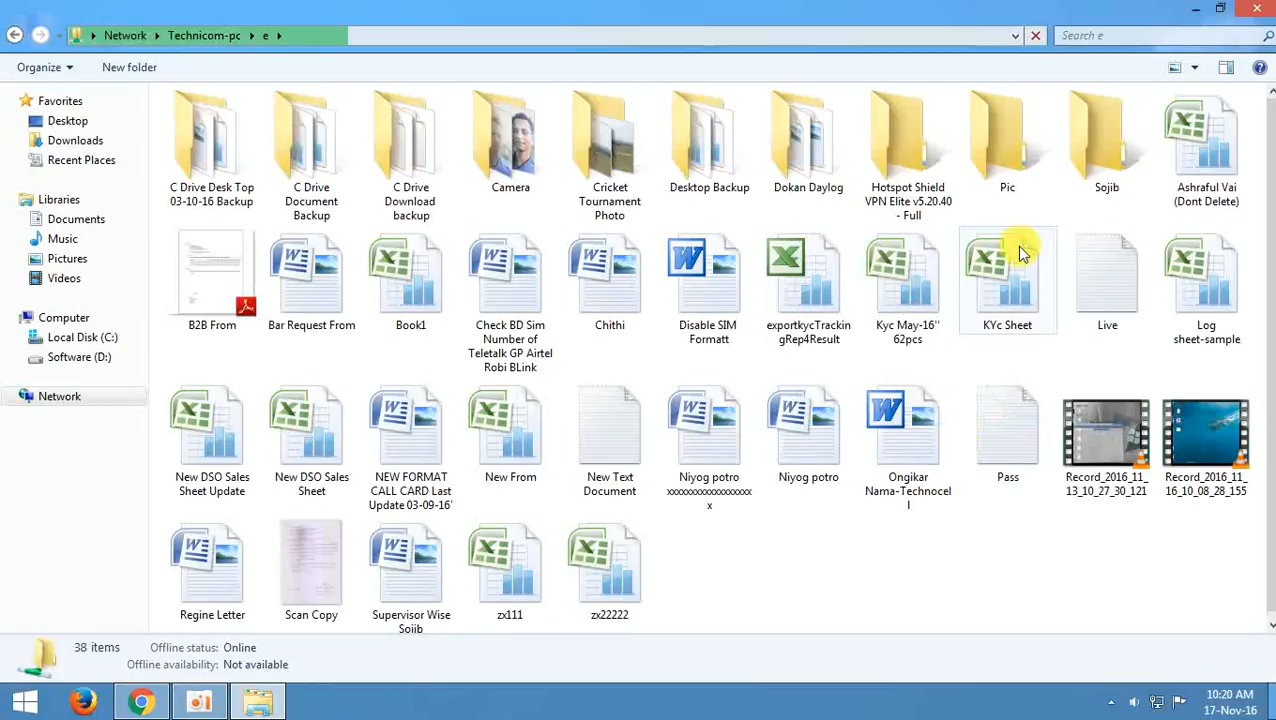 Network Technicom-pc e
Search e
Organize New folder
Favorites
Desktop
Downloads
Recent Places
Libraries
Documents
Music
Pictures
Videos
Computer
Local Disk (C:)
Software (D:)
Network
C Drive Desk Top
03-10-16 Backup
C Drive
Document
Backup
C Drive
Download
backup
Camera
Cricket
Tournament
Photo
Desktop Backup
Dokan Daylog
Hotspot Shield
VPN Elite v5.20.40
- Full
Pic
Sojib
Ashraful Vai
(Dont Delete)
B2B From
Bar Request From
Book1
Check BD Sim
Number of
Teletalk GP Airtel
Robi BLink
Chithi
Disable SIM
Formatt
exportkycTrackin
gRep4Result
Kyc May-16''
62pcs
KYc Sheet
Live
Log
sheet-sample
New DSO Sales
Sheet Update
New DSO Sales
Sheet
NEW FORMAT
CALL CARD Last
Update 03-09-16'
New From
New Text
Document
Niyog potro
xxxxxxxxxxxxxxxxx
x
Niyog potro
Ongikar
Nama-Technocel
l
Pass
Record_2016_11_
13_10_27_30_121
Record_2016_11_
16_10_08_28_155
Regine Letter
Scan Copy
Supervisor Wise
Sojib
zx111
zx22222
38 items Offline status: Online
Offline availability: Not available
10:20 AM
17-Nov-16